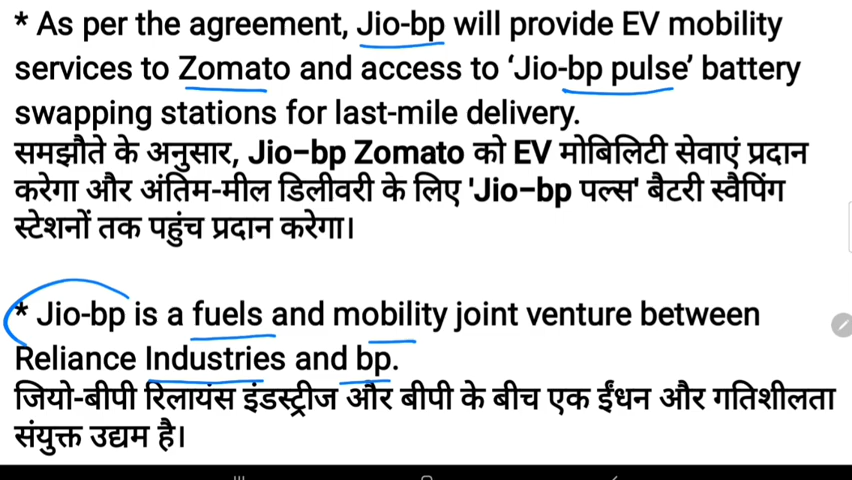 * As per the agreement, Jio-bp will provide EV mobility
services to Zomato and access to ‘Jio-bp pulse’ battery
swapping stations for last-mile delivery.
समझौते के अनुसार, Jio-bp Zomato को EV मोबिलिटी सेवाएं प्रदान
करेगा और अंतिम-मील डिलीवरी के लिए 'Jio-bp पल्स' बैटरी स्वैपिंग
स्टेशनों तक पहुंच प्रदान करेगा।
* Jio-bp is a fuels and mobility joint venture between
Reliance Industries and bp.
जियो-बीपी रिलायंस इंडस्ट्रीज और बीपी के बीच एक ईंधन और गतिशीलता
संयुक्त उद्यम है।